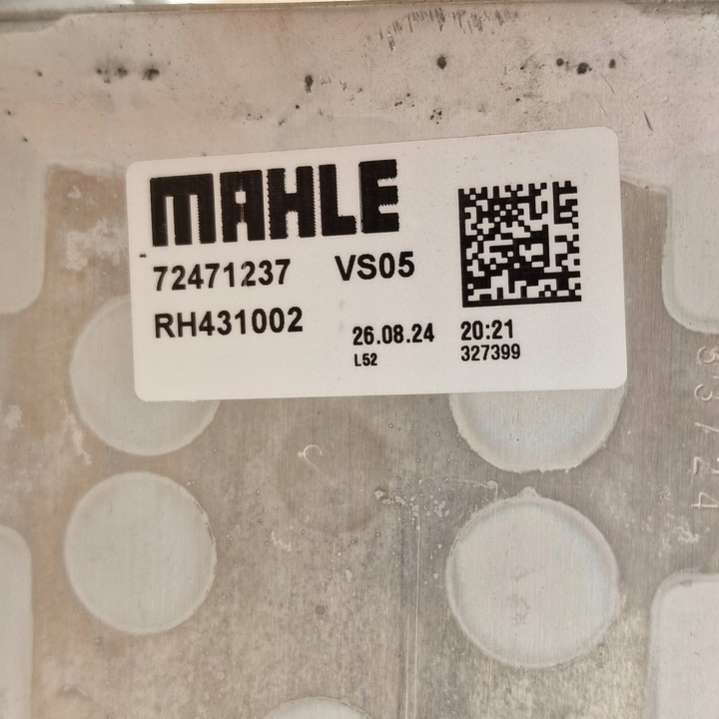 MAHLE
72471237 VS05
RH431002
26.08.24 20:21
L52 327399